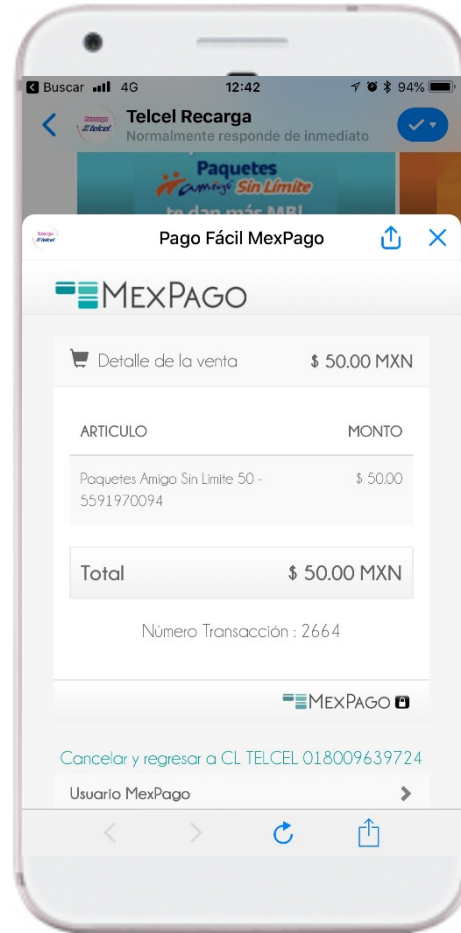 Buscar 4G 12:42 94%
Telcel Recarga
Normalmente responde de inmediato
Paquetes
amigo Sin Límite
te dan más MB!
Pago Fácil MexPago
MEXPAGO
Detalle de la venta $ 50.00 MXN
ARTICULO MONTO
Paquetes Amigo Sin Limite 50 - $ 50.00
5591970094
Total $ 50.00 MXN
Número Transacción : 2664
MEXPAGO
Cancelar y regresar a CL TELCEL 018009639724
Usuario MexPago